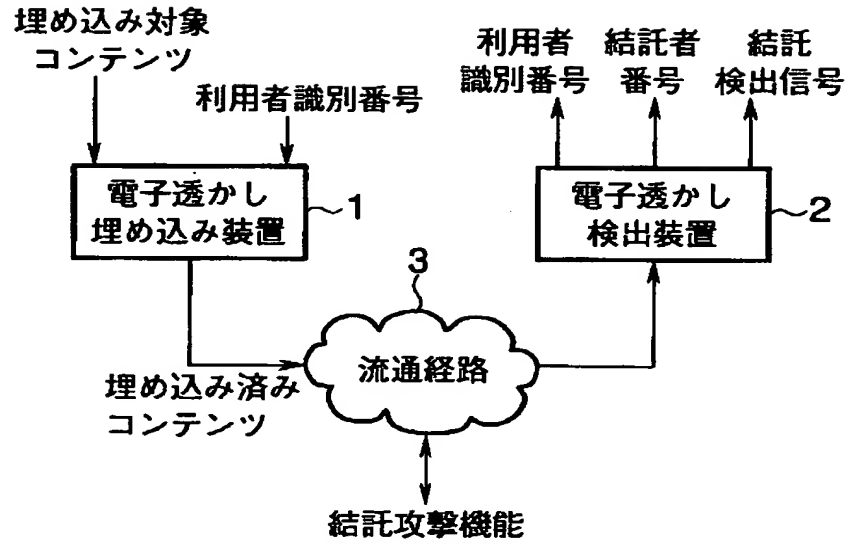 埋め込み対象
コンテンツ
利用者識別番号
電子透かし
埋め込み装置
1
利用者
識別番号
結託者
番号
結託
検出信号
電子透かし
検出装置
2
3
流通経路
埋め込み済み
コンテンツ
結託攻撃機能